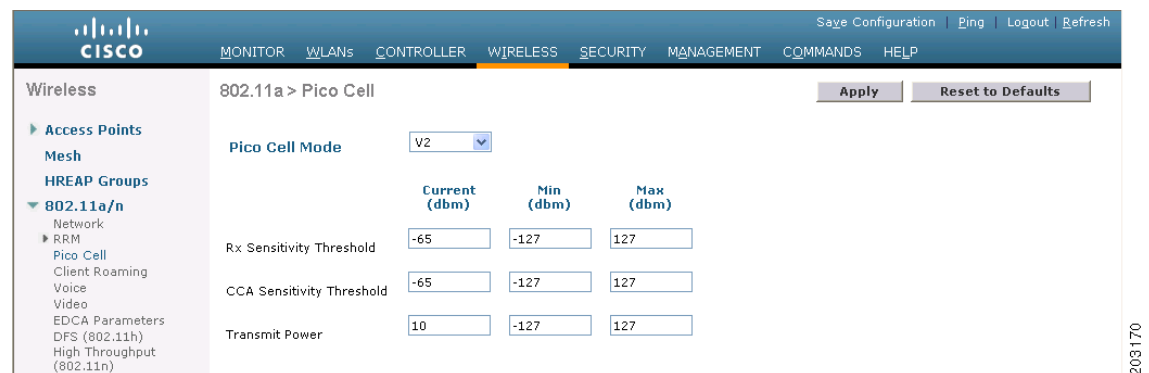 Save Configuration | Ping | Logout | Refresh
CISCO
MONITOR WLANs CONTROLLER WIRELESS SECURITY MANAGEMENT COMMANDS HELP
Wireless
802.11a > Pico Cell
Apply
Reset to Defaults
Access Points
Mesh
HREAP Groups
802.11a/n
Network
RRM
Pico Cell
Client Roaming
Voice
Video
EDCA Parameters
DFS (802.11h)
High Throughput
(802.11n)
Pico Cell Mode V2
Current Min Max
(dbm) (dbm) (dbm)
Rx Sensitivity Threshold -65 -127 127
CCA Sensitivity Threshold -65 -127 127
Transmit Power 10 -127 127
203170